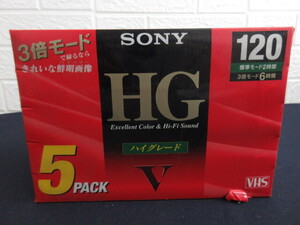 SONY
3倍モード
で録るなら
きれいな鮮明画像
120
標準モード2時間
3倍モード6時間
HG
Excellent Color & Hi-Fi Sound
ハイグレード
V
5 PACK
VHS